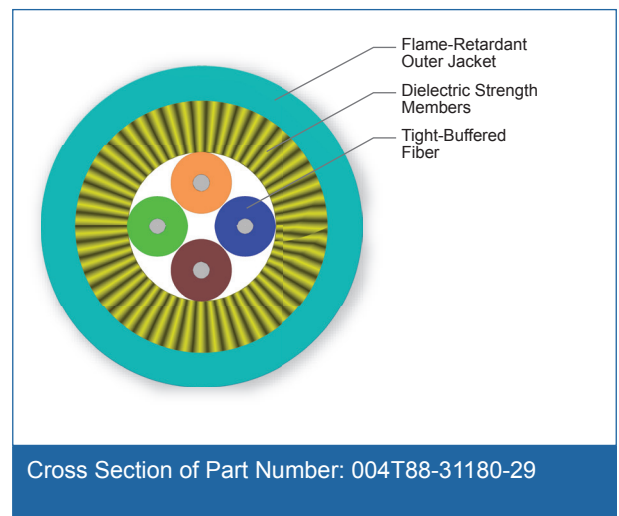 Flame-Retardant
Outer Jacket
Dielectric Strength
Members
Tight-Buffered
Fiber
Cross Section of Part Number: 004T88-31180-29